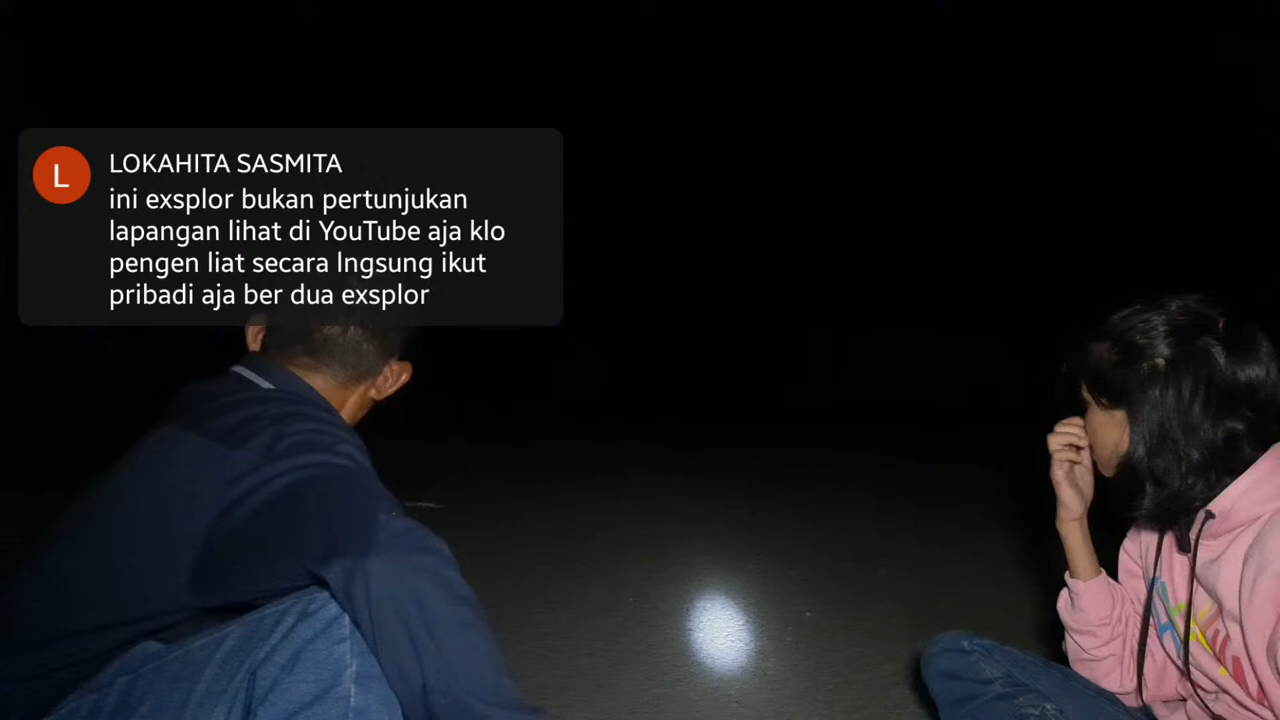 L
LOKAHITA SASMITA
ini exsplor bukan pertunjukan
lapangan lihat di YouTube aja klo
pengen liat secara lngsung ikut
pribadi aja ber dua exsplor